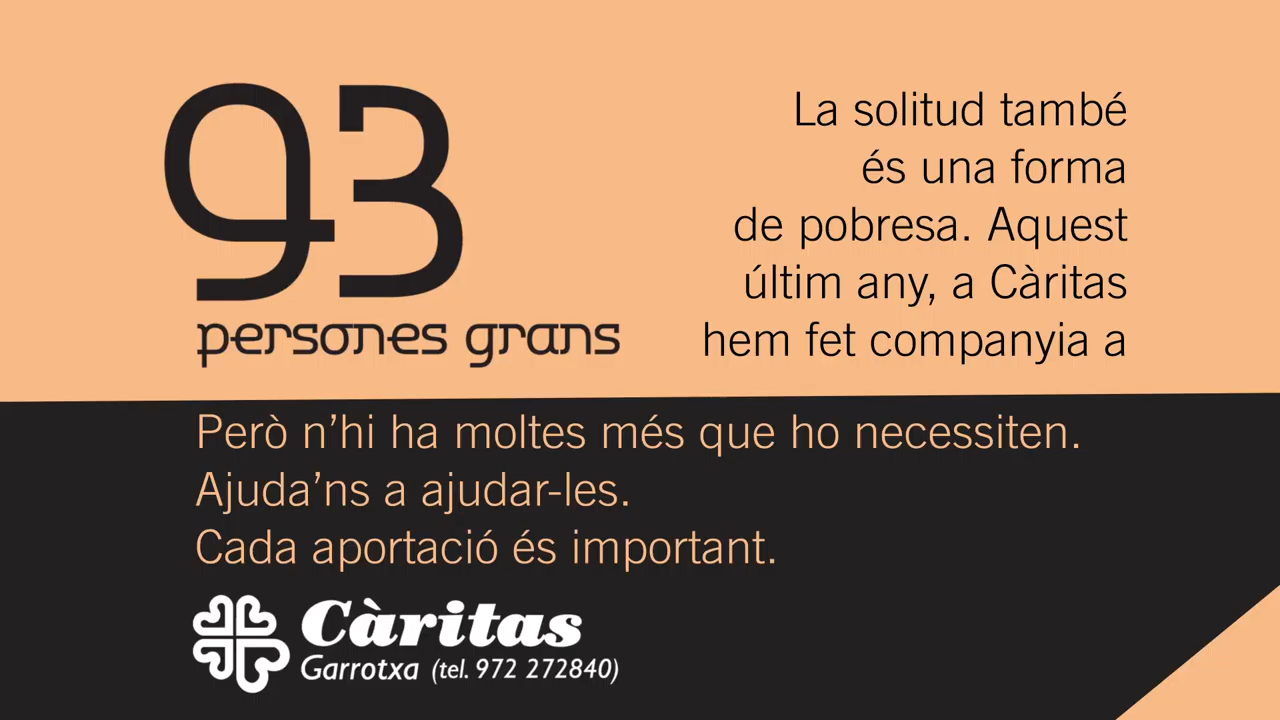 La solitud també
és una forma
de pobresa. Aquest
últim any, a Càritas
hem fet companyia a
93
persones grans
Però n’hi ha moltes més que ho necessiten.
Ajuda’ns a ajudar-les.
Cada aportació és important.
Càritas
Garrotxa (tel. 972 272840)